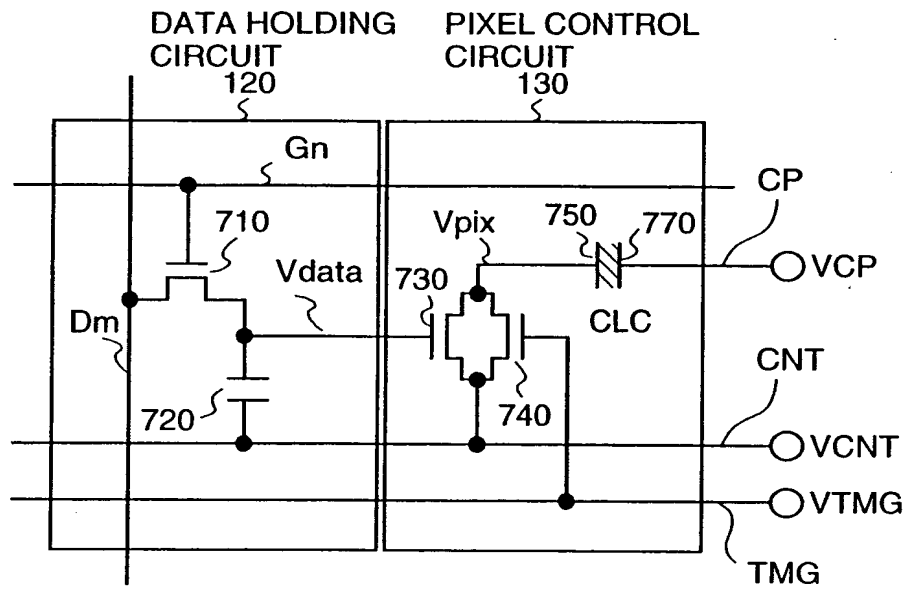 DATA HOLDING
CIRCUIT
120
PIXEL CONTROL
CIRCUIT
130
Gn
CP
710
Vpix
750
770
VCP
Vdata
730
CLC
Dm
CNT
720
740
VCNT
VTMG
TMG